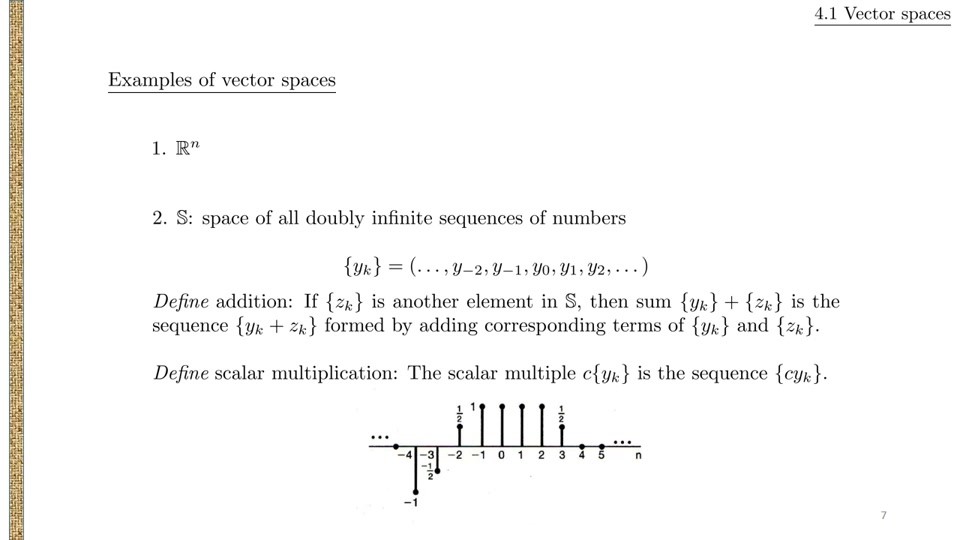 4.1 Vector spaces
Examples of vector spaces
1. ℝⁿ
2. 𝕊: space of all doubly infinite sequences of numbers
{yₖ} = (. . . , y₋₂, y₋₁, y₀, y₁, y₂, . . . )
Define addition: If {zₖ} is another element in 𝕊, then sum {yₖ} + {zₖ} is the
sequence {yₖ + zₖ} formed by adding corresponding terms of {yₖ} and {zₖ}.
Define scalar multiplication: The scalar multiple c{yₖ} is the sequence {cyₖ}.
1/2 1 1/2
••• •••
-4 -3 -2 -1 0 1 2 3 4 5 n
-1/2
-1
7